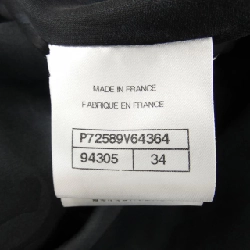 MADE IN FRANCE
FABRIQUE EN FRANCE
P72589V64364
94305 34